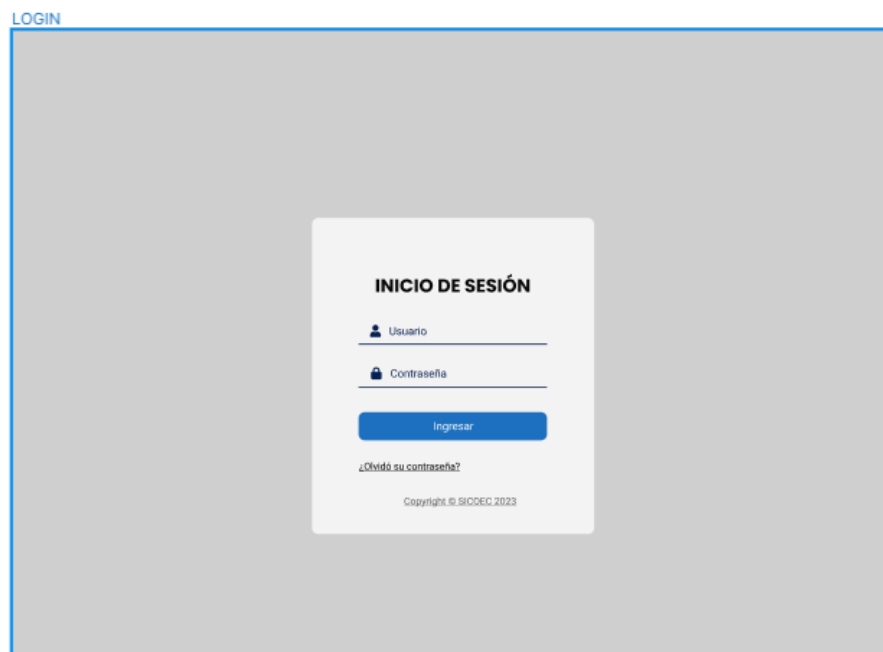 LOGIN
INICIO DE SESIÓN
Usuario
Contraseña
Ingresar
¿Olvidó su contraseña?
Copyright © SICDEC 2023